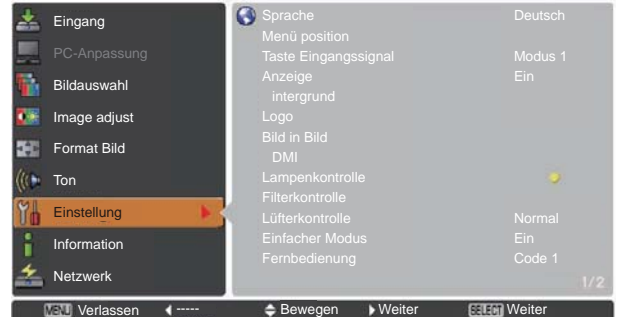 Eingang
PC-Anpassung
Bildauswahl
Image adjust
Format Bild
Ton
Einstellung
Information
Netzwerk
Sprache Deutsch
Menü position
Taste Eingangssignal Modus 1
Anzeige Ein
intergrund
Logo
Bild in Bild
DMI
Lampenkontrolle
Filterkontrolle
Lüfterkontrolle Normal
Einfacher Modus Ein
Fernbedienung Code 1
1/2
MENU Verlassen ----- Bewegen Weiter SELECT Weiter